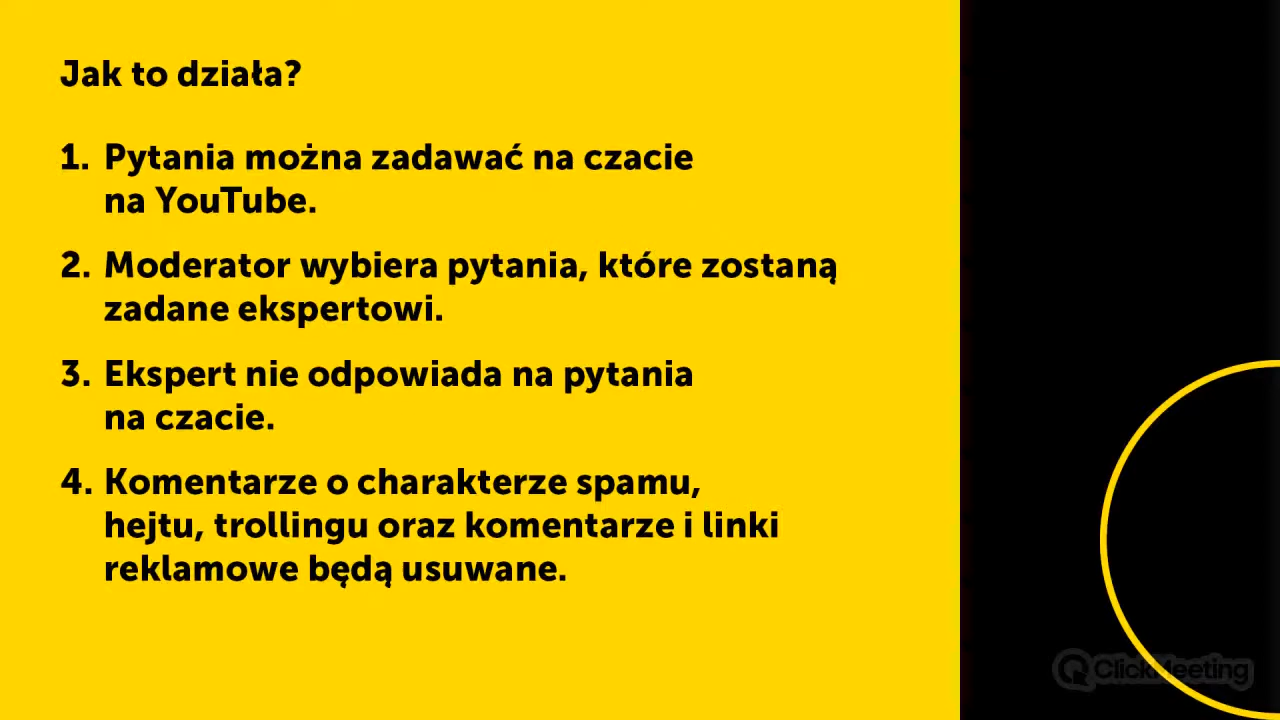 Jak to działa?
1. Pytania można zadawać na czacie
na YouTube.
2. Moderator wybiera pytania, które zostaną
zadane ekspertowi.
3. Ekspert nie odpowiada na pytania
na czacie.
4. Komentarze o charakterze spamu,
hejtu, trollingu oraz komentarze i linki
reklamowe będą usuwane.
ClickMeeting